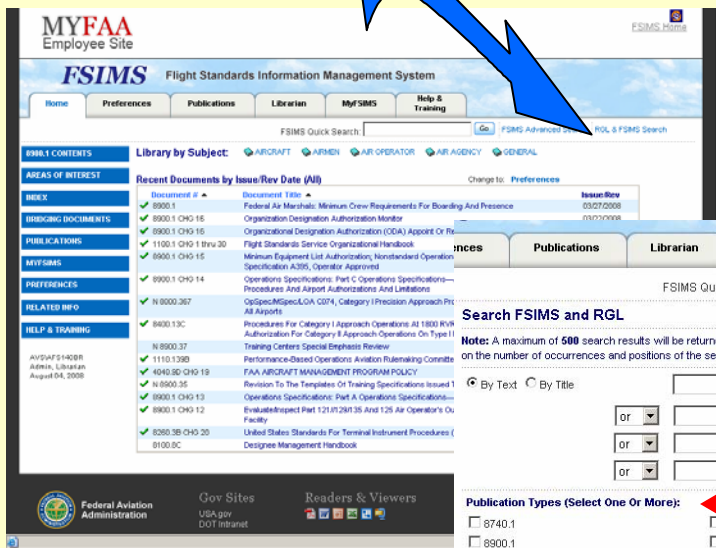 MYFAA
Employee Site
FSIMS Home
FSIMS Flight Standards Information Management System
Home Preferences Publications Librarian MyFSIMS Help & Training
FSIMS Quick Search: Go FSIMS Advanced RGL & FSIMS Search
8900.1 CONTENTS
AREAS OF INTEREST
INDEX
BRIDGING DOCUMENTS
PUBLICATIONS
MYFSIMS
PREFERENCES
RELATED INFO
HELP & TRAINING
AVS\AFS140BR
Admin, Librarian
August 04, 2008
Library by Subject: AIRCRAFT AIRMEN AIR OPERATOR AIR AGENCY GENERAL
Recent Documents by Issue/Rev Date (All) Change to: Preferences
Document # Document Title Issue/Rev
8900.1 Federal Air Marshals: Minimum Crew Requirements For Boarding And Presence 03/27/2008
8900.1 CHG 16 Organization Designation Authorization Monitor
8900.1 CHG 16 Organizational Designation Authorization (ODA) Appoint Or
1100.1 CHG 1 thru 30 Flight Standards Service Organizational Handbook
8900.1 CHG 15 Minimum Equipment List Authorization; Nonstandard Operation
Specification A395, Operator Approved
8900.1 CHG 14 Operations Specifications: Part C Operations Specifications—
Procedures And Airport Authorizations And Limitations
N 8000.367 OpSpec/MSpec/LOA C074, Category I Precision Approach
All Airports
8400.13C Procedures For Category I Approach Operations At 1800 RVR
Authorization For Category II Approach Operations On Type I
N 8900.37 Training Centers Special Emphasis Review
1110.139B Performance-Based Operations Aviation Rulemaking Committe
4040.9D CHG 19 FAA AIRCRAFT MANAGEMENT PROGRAM POLICY
N 8900.35 Revision To The Templates Of Training Specifications Issued
8900.1 CHG 13 Operations Specifications: Part A Operations Specifications—
8900.1 CHG 12 Evaluate/Inspect Part 121/129/135 And 125 Air Operator's
Facility
8260.3B CHG 20 United States Standards For Terminal Instrument Procedures (
8100.8C Designee Management Handbook
Federal Aviation
Administration
Gov Sites
USA.gov
DOT Intranet
Readers & Viewers
nces Publications Librarian
FSIMS Qu
Search FSIMS and RGL
Note: A maximum of 500 search results will be returne
on the number of occurrences and positions of the se
By Text By Title
or
or
or
Publication Types (Select One Or More):
8740.1
8900.1